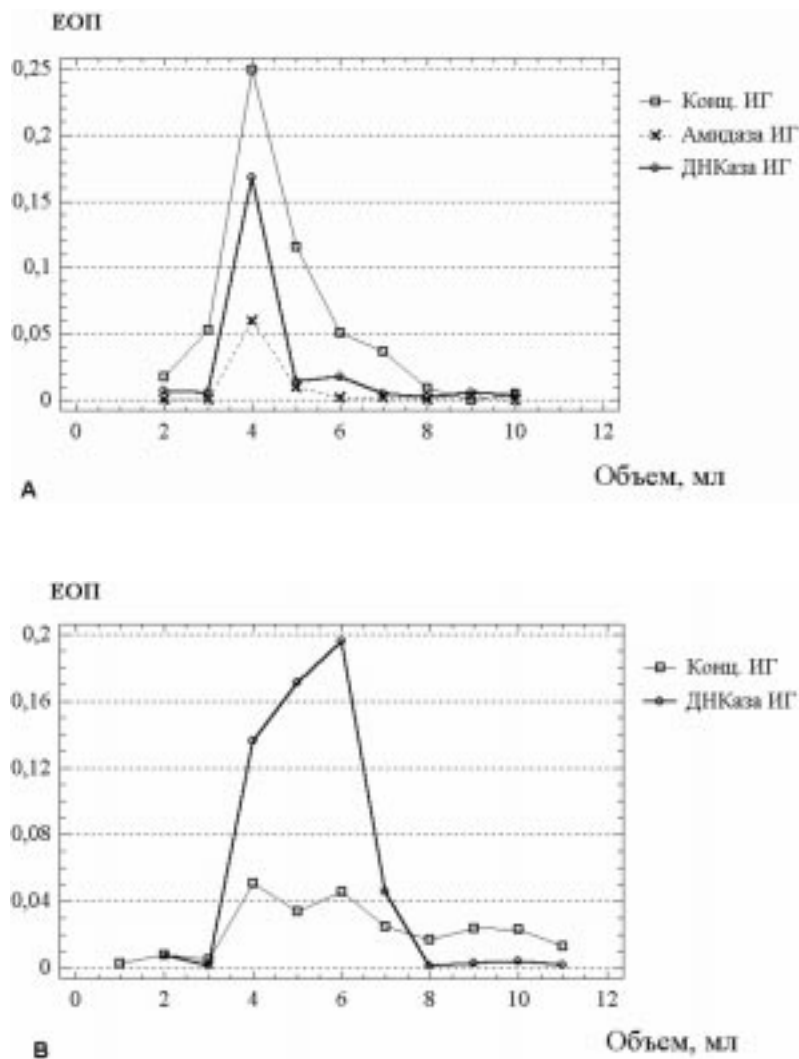 ЕОП
0,25
0,2
0,15
0,1
0,05
0
0 2 4 6 8 10 12
Конц. ИГ
Амидаза ИГ
ДНКаза ИГ
Объем, мл
А
ЕОП
0,2
0,16
0,12
0,08
0,04
0
0 2 4 6 8 10 12
Конц. ИГ
ДНКаза ИГ
Объем, мл
В